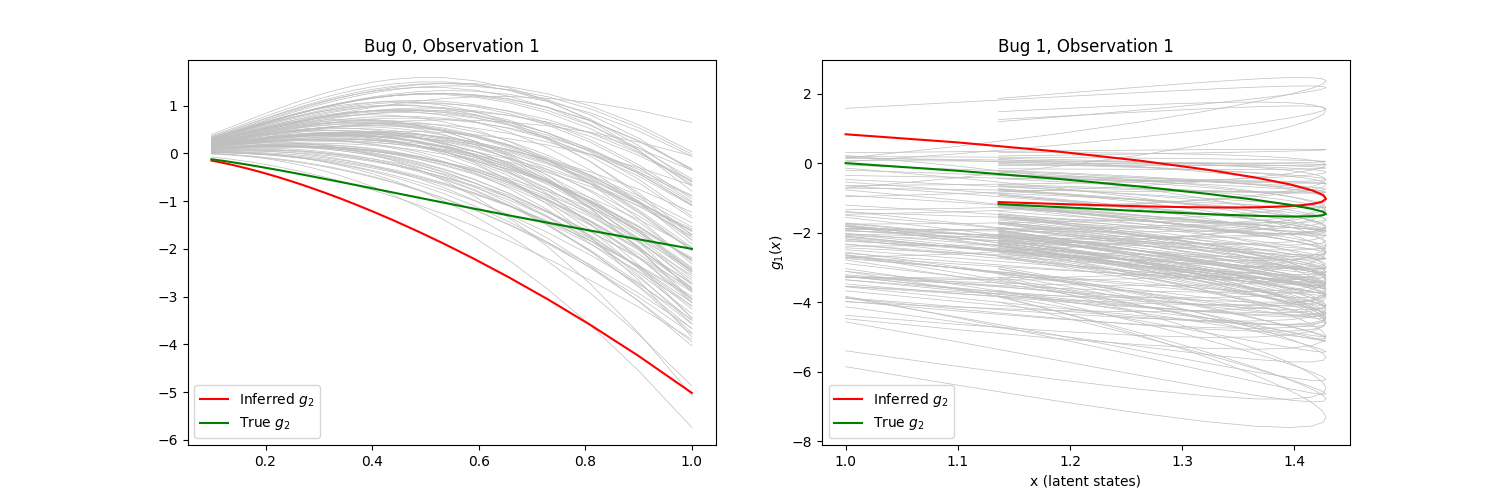 Bug 0, Observation 1
1
0
−1
−2
−3
−4
−5
−6
0.2 0.4 0.6 0.8 1.0
Inferred g₂
True g₂
Bug 1, Observation 1
g₁(x)
2
0
−2
−4
−6
−8
1.0 1.1 1.2 1.3 1.4
x (latent states)
Inferred g₂
True g₂